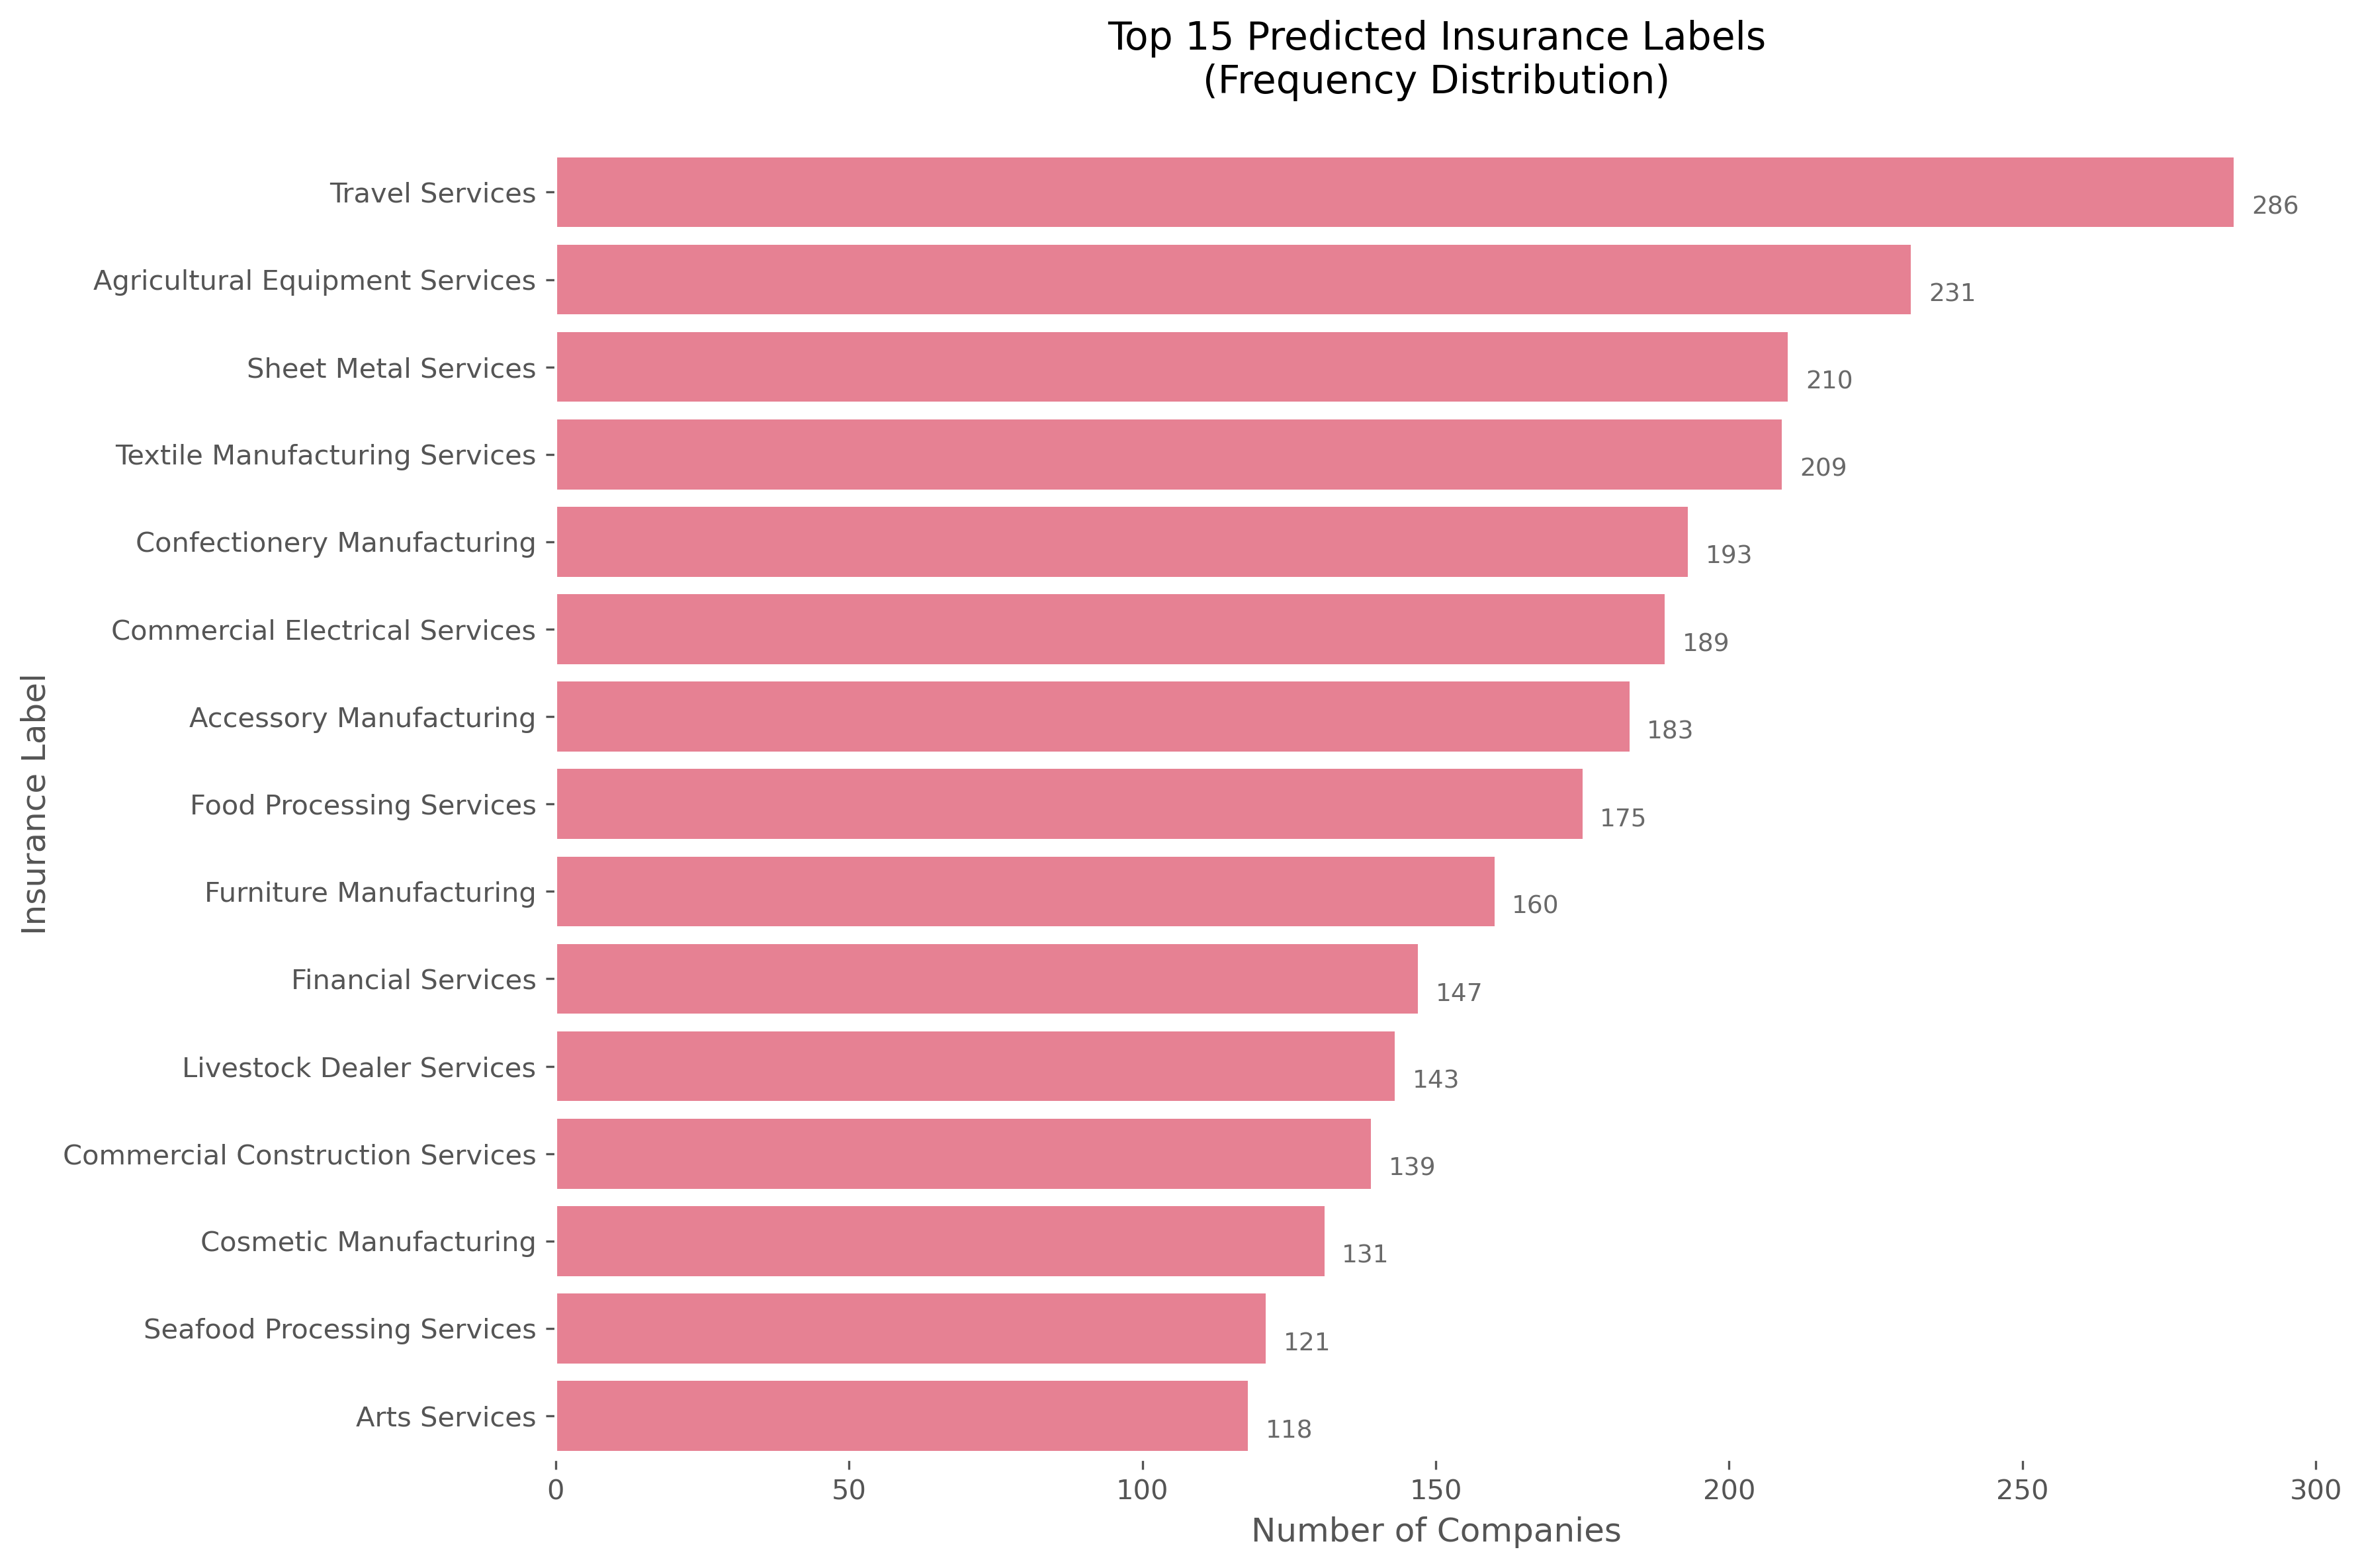 Top 15 Predicted Insurance Labels
(Frequency Distribution)
Insurance Label
Travel Services 286
Agricultural Equipment Services 231
Sheet Metal Services 210
Textile Manufacturing Services 209
Confectionery Manufacturing 193
Commercial Electrical Services 189
Accessory Manufacturing 183
Food Processing Services 175
Furniture Manufacturing 160
Financial Services 147
Livestock Dealer Services 143
Commercial Construction Services 139
Cosmetic Manufacturing 131
Seafood Processing Services 121
Arts Services 118
0 50 100 150 200 250 300
Number of Companies